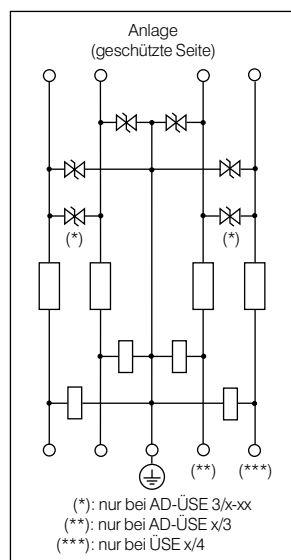 Anlage
(geschützte Seite)
(*) (*)
(**) (***)
(*): nur bei AD-ÜSE 3/x-xx
(**): nur bei AD-ÜSE x/3
(***): nur bei ÜSE x/4